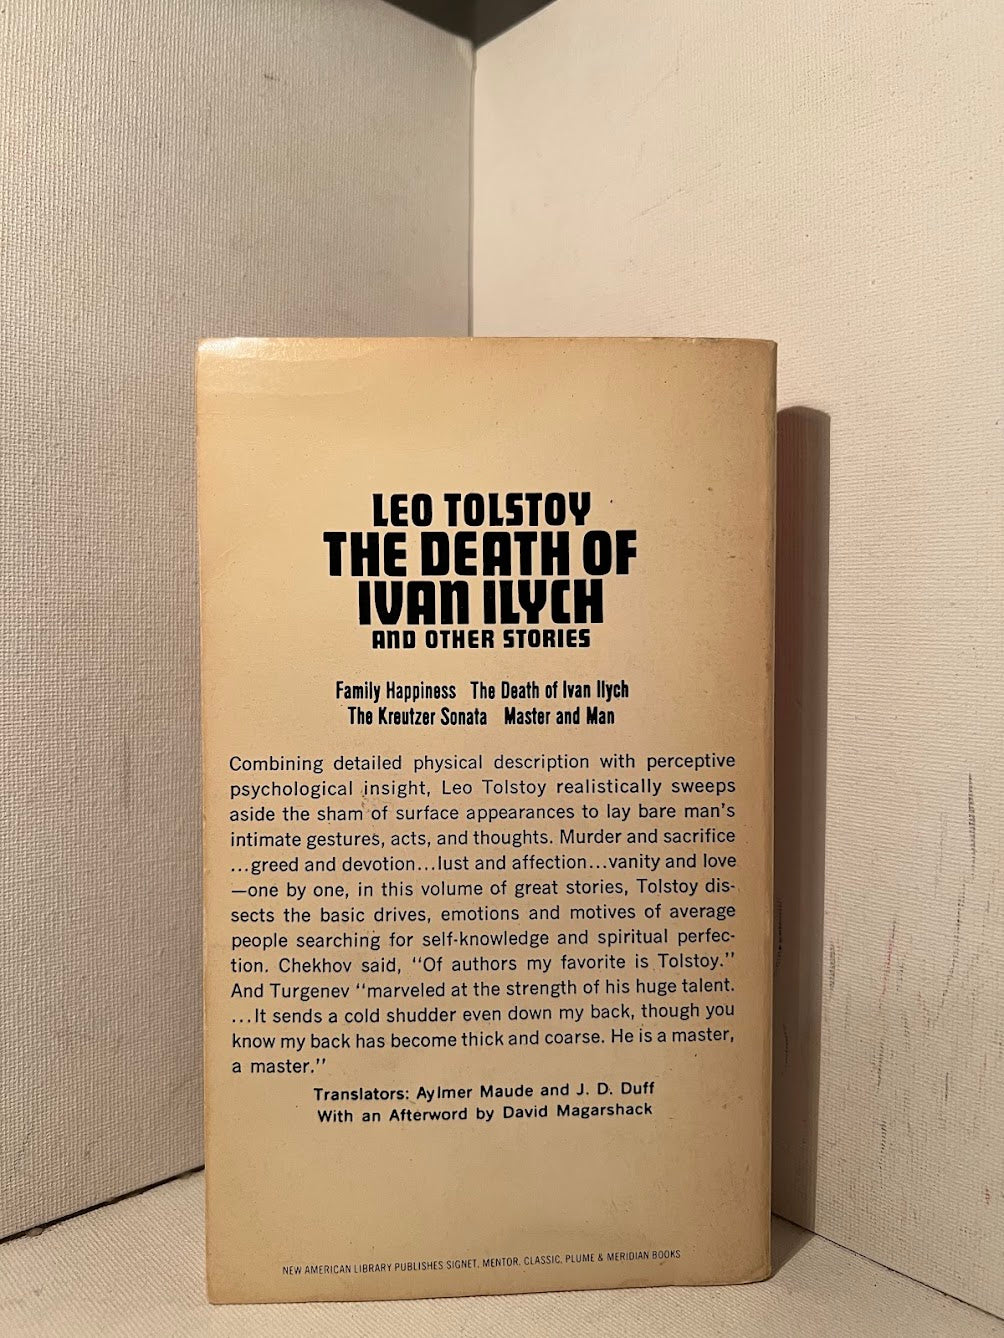 LEO TOLSTOY
THE DEATH OF
IVAN ILYCH
AND OTHER STORIES
Family Happiness The Death of Ivan Ilych
The Kreutzer Sonata Master and Man
Combining detailed physical description with perceptive
psychological insight, Leo Tolstoy realistically sweeps
aside the sham of surface appearances to lay bare man's
intimate gestures, acts, and thoughts. Murder and sacrifice
...greed and devotion...lust and affection...vanity and love
—one by one, in this volume of great stories, Tolstoy dis-
sects the basic drives, emotions and motives of average
people searching for self-knowledge and spiritual perfec-
tion. Chekhov said, "Of authors my favorite is Tolstoy."
And Turgenev "marveled at the strength of his huge talent.
...It sends a cold shudder even down my back, though you
know my back has become thick and coarse. He is a master,
a master."
Translators: Aylmer Maude and J. D. Duff
With an Afterword by David Magarshack
NEW AMERICAN LIBRARY PUBLISHES SIGNET, MENTOR, CLASSIC, PLUME & MERIDIAN BOOKS